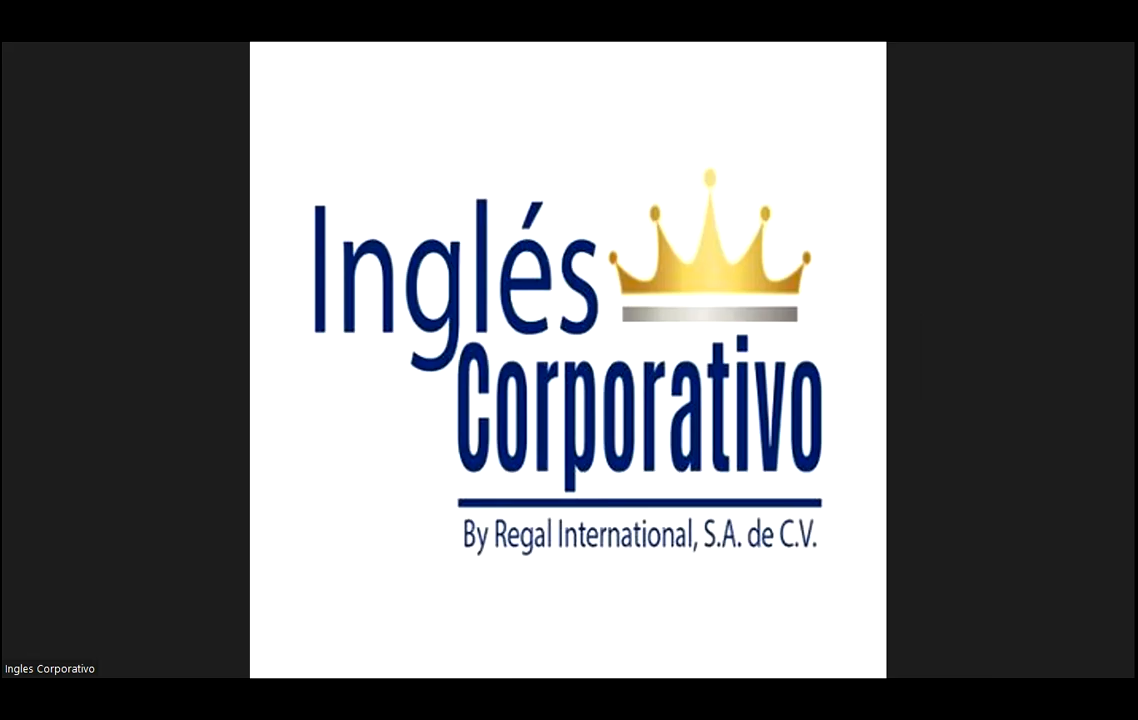 Inglés
Corporativo
By Regal International, S.A. de C.V.
Ingles Corporativo